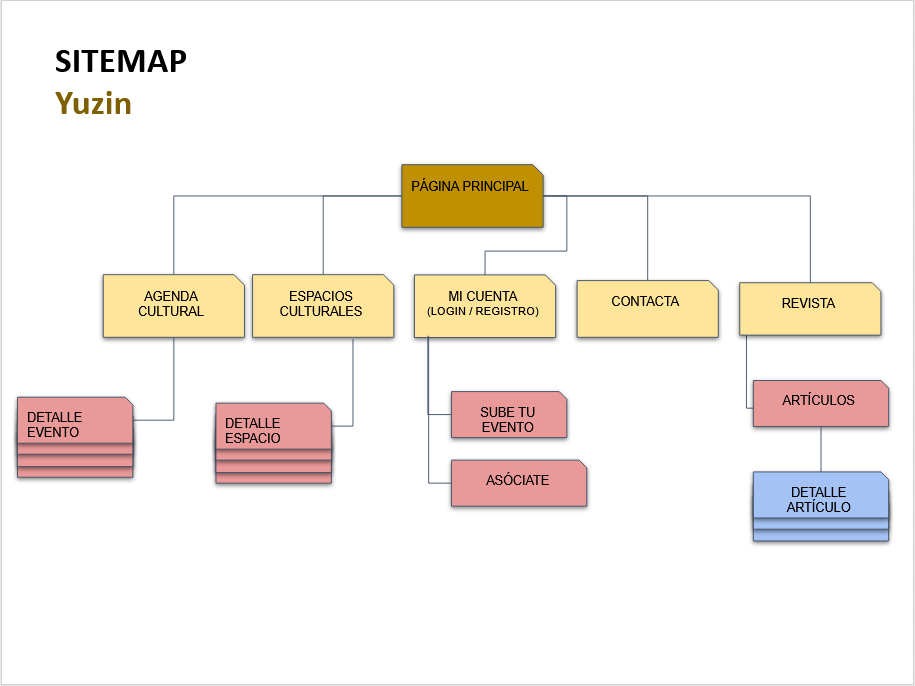 SITEMAP
Yuzin
PÁGINA PRINCIPAL
AGENDA
CULTURAL
ESPACIOS
CULTURALES
MI CUENTA
(LOGIN / REGISTRO)
CONTACTA
REVISTA
DETALLE
EVENTO
DETALLE
ESPACIO
SUBE TU
EVENTO
ASÓCIATE
ARTÍCULOS
DETALLE
ARTÍCULO